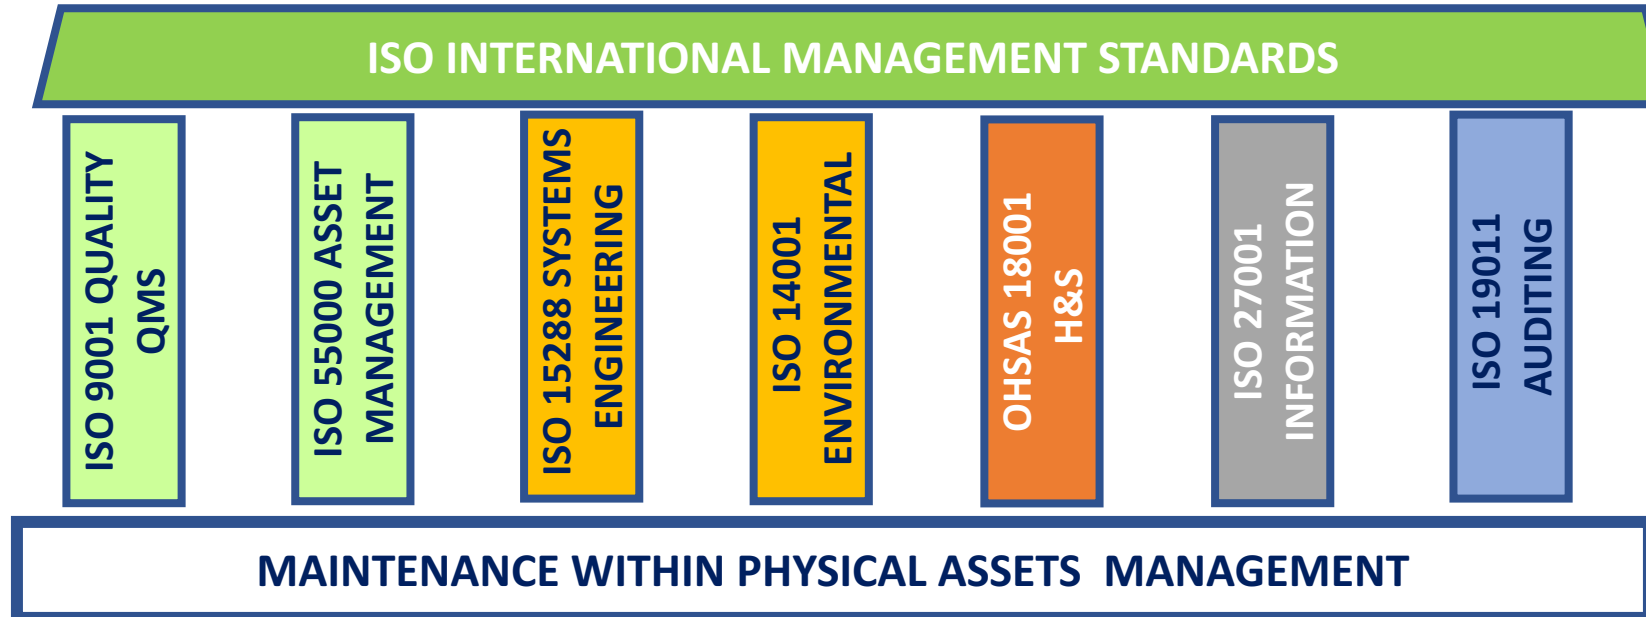 ISO INTERNATIONAL MANAGEMENT STANDARDS
ISO 9001 QUALITY
QMS
ISO 55000 ASSET
MANAGEMENT
ISO 15288 SYSTEMS
ENGINEERING
ISO 14001
ENVIRONMENTAL
OHSAS 18001
H&S
ISO 27001
INFORMATION
ISO 19011
AUDITING
MAINTENANCE WITHIN PHYSICAL ASSETS MANAGEMENT